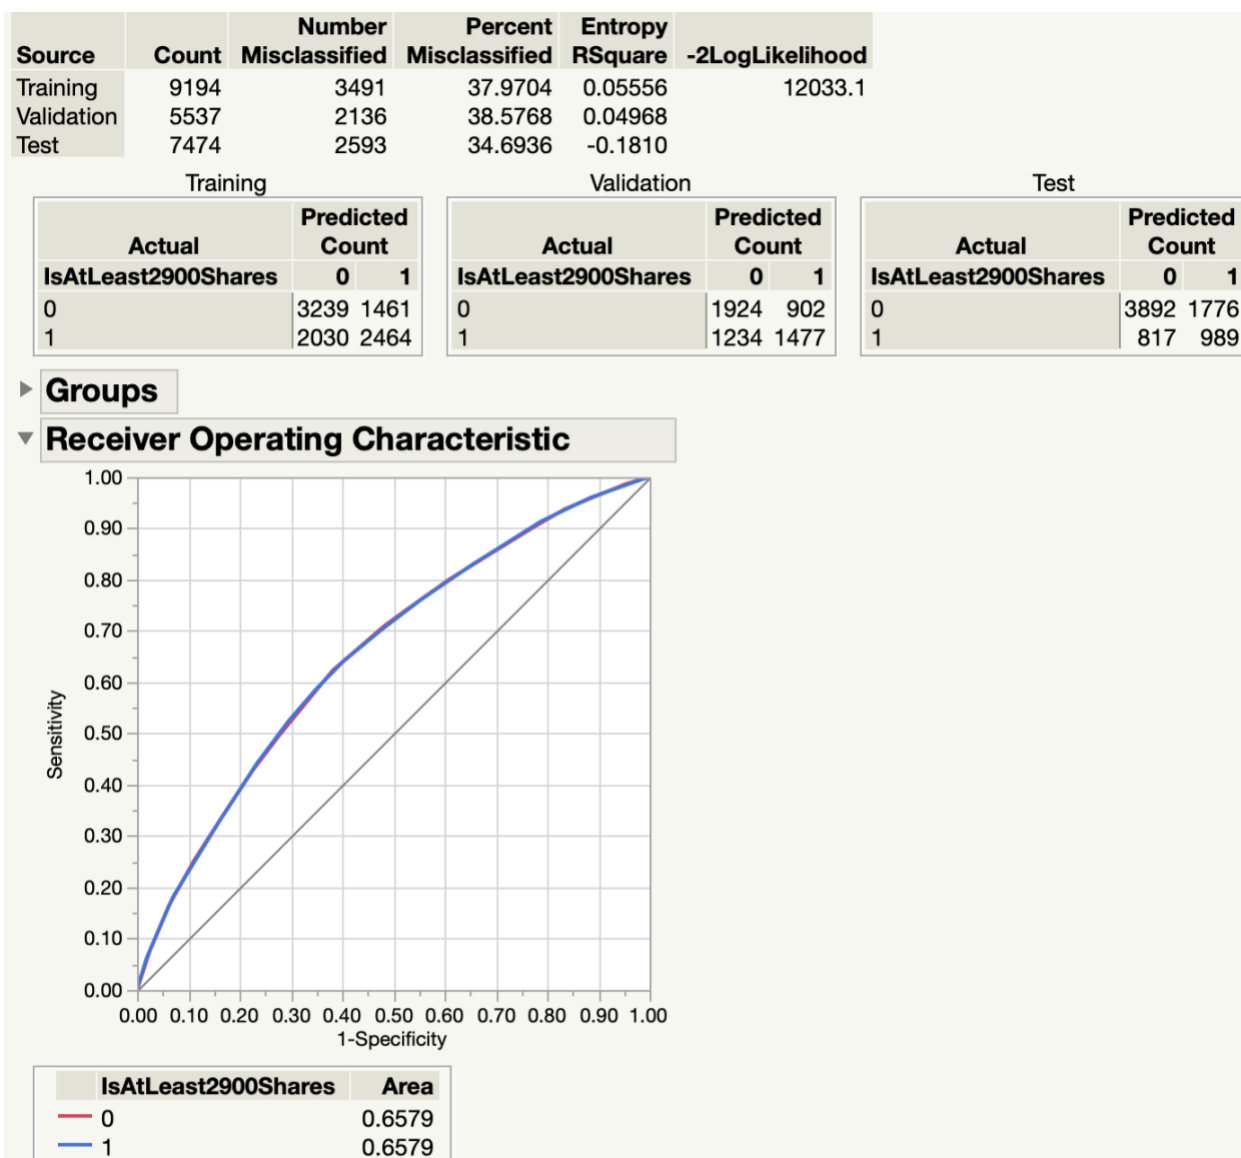 Number Percent Entropy
Source Count Misclassified Misclassified RSquare -2LogLikelihood
Training 9194 3491 37.9704 0.05556 12033.1
Validation 5537 2136 38.5768 0.04968
Test 7474 2593 34.6936 -0.1810
Training
Predicted
Actual Count
IsAtLeast2900Shares 0 1
0 3239 1461
1 2030 2464
Validation
Predicted
Actual Count
IsAtLeast2900Shares 0 1
0 1924 902
1 1234 1477
Test
Predicted
Actual Count
IsAtLeast2900Shares 0 1
0 3892 1776
1 817 989
Groups
Receiver Operating Characteristic
1.00
0.90
0.80
0.70
0.60
0.50
0.40
0.30
0.20
0.10
0.00
Sensitivity
0.00 0.10 0.20 0.30 0.40 0.50 0.60 0.70 0.80 0.90 1.00
1-Specificity
IsAtLeast2900Shares Area
0 0.6579
1 0.6579